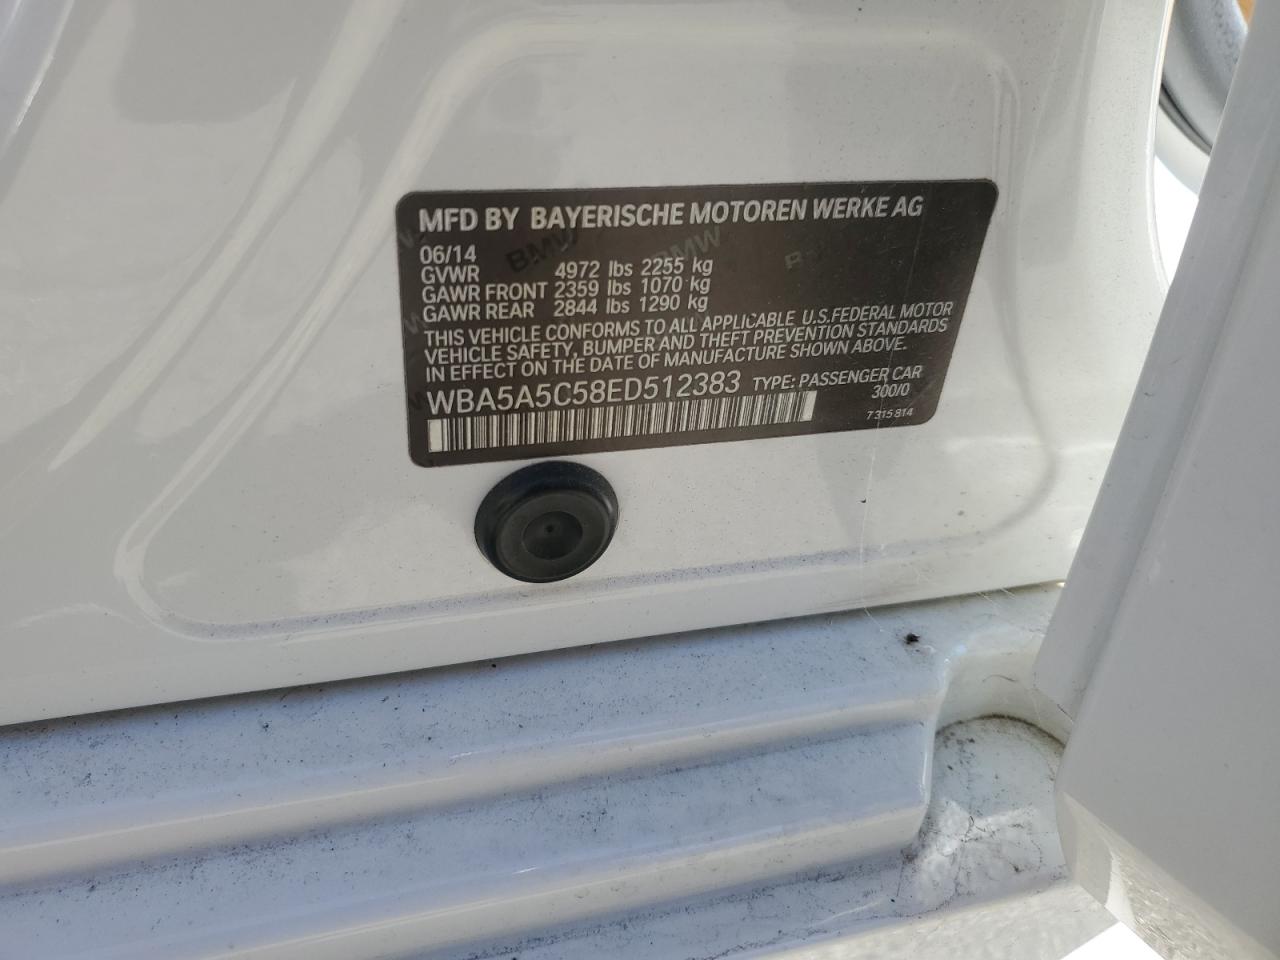 MFD BY BAYERISCHE MOTOREN WERKE AG
06/14
GVWR 4972 lbs 2255 kg
GAWR FRONT 2359 lbs 1070 kg
GAWR REAR 2844 lbs 1290 kg
THIS VEHICLE CONFORMS TO ALL APPLICABLE U.S.FEDERAL MOTOR
VEHICLE SAFETY, BUMPER AND THEFT PREVENTION STANDARDS
IN EFFECT ON THE DATE OF MANUFACTURE SHOWN ABOVE.
WBA5A5C58ED512383 TYPE: PASSENGER CAR
300/0
7 315 814
BMW
BMW